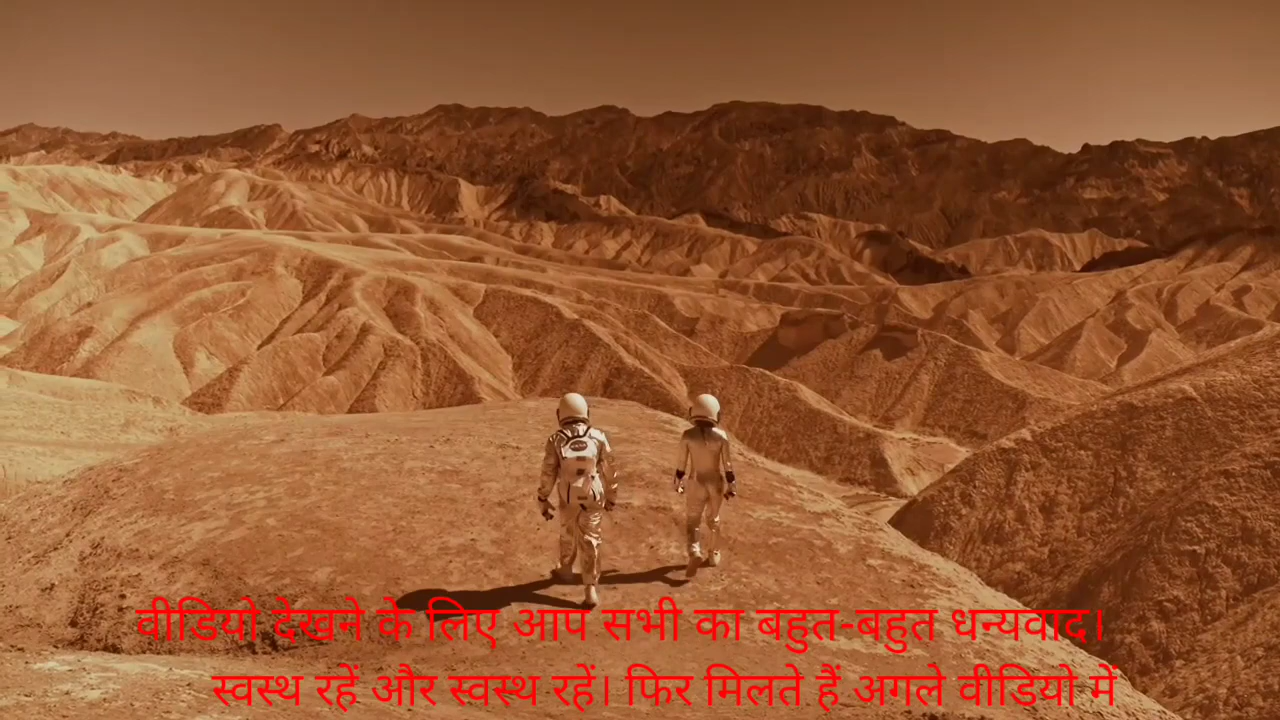 वीडियो देखने के लिए आप सभी का बहुत-बहुत धन्यवाद।
स्वस्थ रहें और स्वस्थ रहें। फिर मिलते हैं अगले वीडियो में